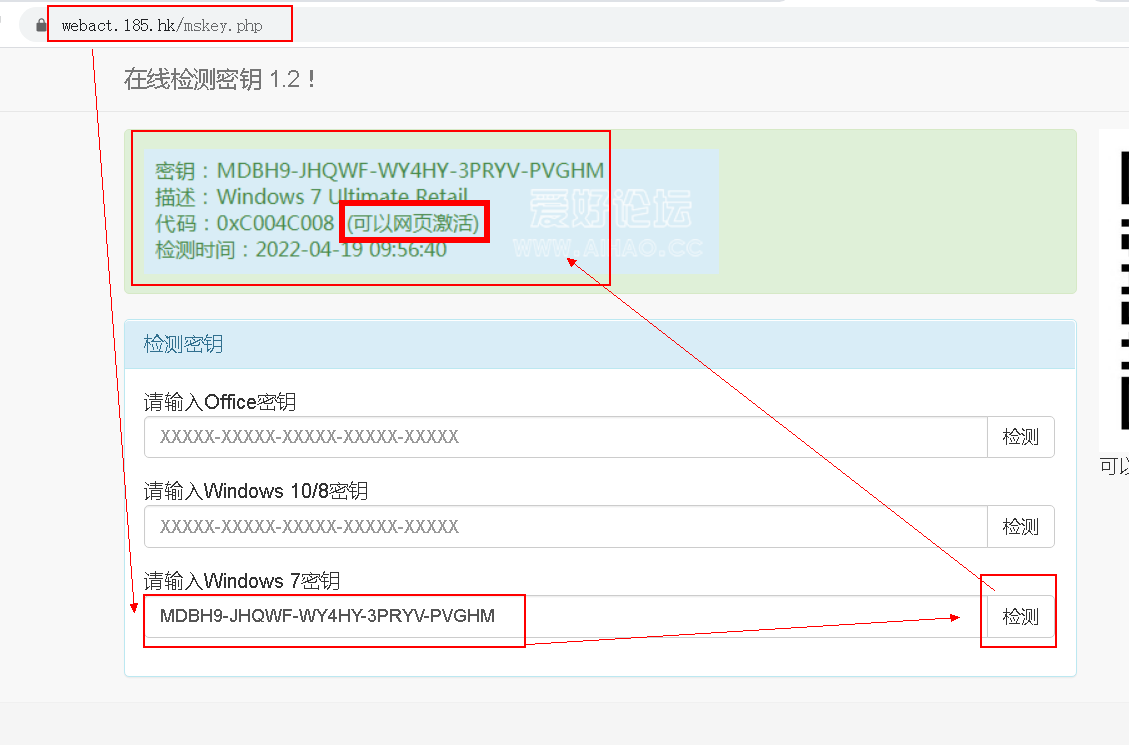 webact.185.hk/mskey.php
在线检测密钥 1.2！
密钥：MDBH9-JHQWF-WY4HY-3PRYV-PVGHM
描述：Windows 7 Ultimate Retail
代码：0xC004C008 (可以网页激活)
检测时间：2022-04-19 09:56:40
爱好论坛
WWW.AIHAO.CC
检测密钥
请输入Office密钥
XXXXX-XXXXX-XXXXX-XXXXX-XXXXX 检测
请输入Windows 10/8密钥
XXXXX-XXXXX-XXXXX-XXXXX-XXXXX 检测
请输入Windows 7密钥
MDBH9-JHQWF-WY4HY-3PRYV-PVGHM 检测
可以